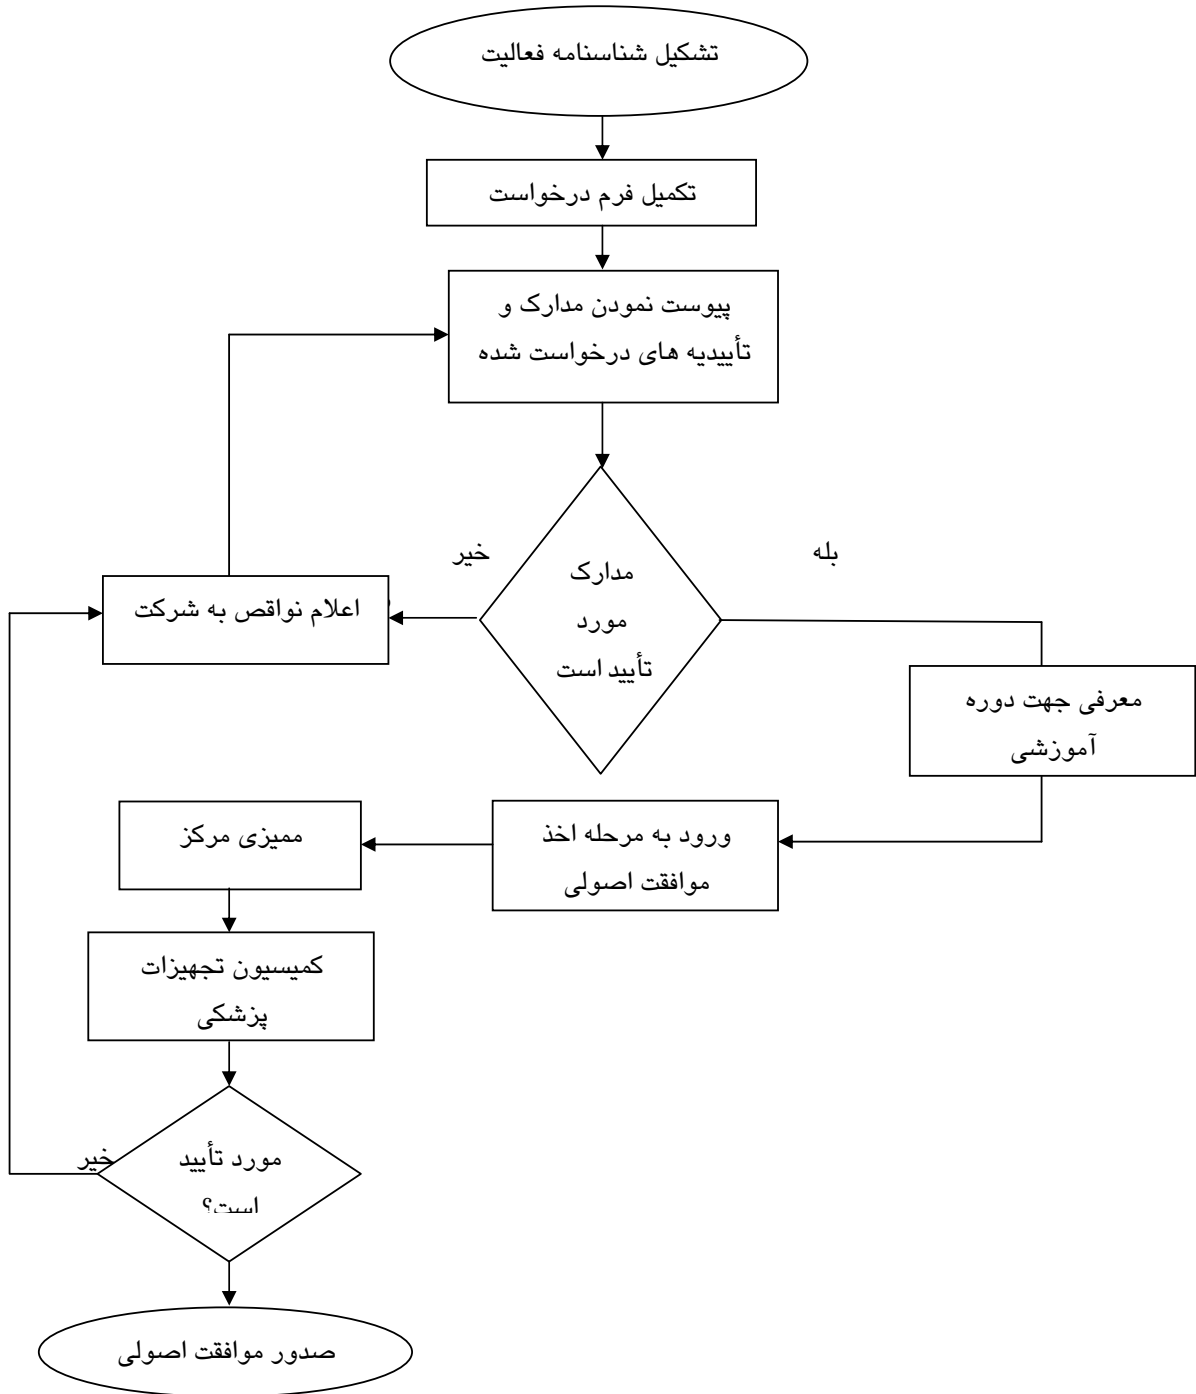 تشکیل شناسنامه فعالیت
تکمیل فرم درخواست
پیوست نمودن مدارک و
تأییدیه های درخواست شده
خیر
بله
مدارک
مورد
تأیید است
اعلام نواقص به شرکت
معرفی جهت دوره
آموزشی
ورود به مرحله اخذ
موافقت اصولی
ممیزی مرکز
کمیسیون تجهیزات
پزشکی
خیر
مورد تأیید
است؟
صدور موافقت اصولی